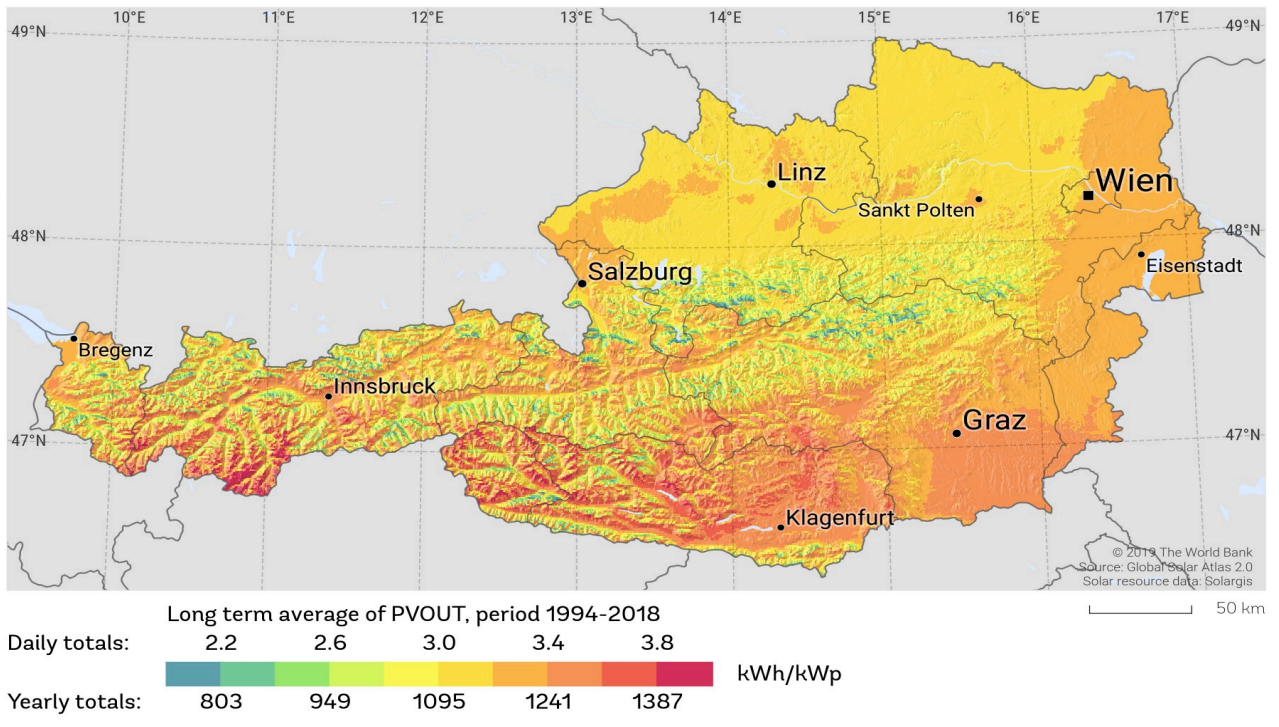 10°E 11°E 12°E 13°E 14°E 15°E 16°E 17°E
49°N 49°N
Linz
Wien
Sankt Polten
48°N 48°N
Eisenstadt
Salzburg
Bregenz
Innsbruck
Graz
47°N 47°N
Klagenfurt
© 2019 The World Bank
Source: Global Solar Atlas 2.0
Solar resource data: Solargis
50 km
Long term average of PVOUT, period 1994-2018
Daily totals: 2.2 2.6 3.0 3.4 3.8
kWh/kWp
Yearly totals: 803 949 1095 1241 1387